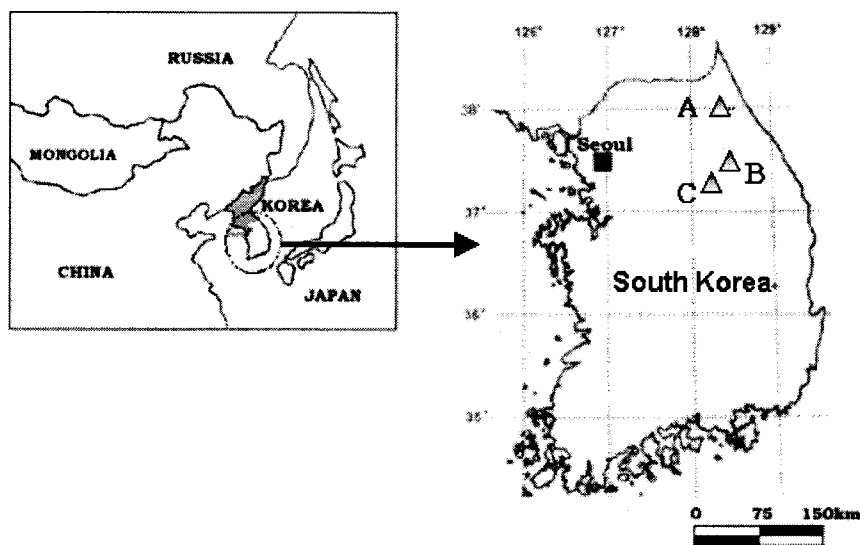 RUSSIA
MONGOLIA
KOREA
CHINA
JAPAN
126° 127° 128° 129°
38°
A
Seoul
B
C
37°
South Korea
36°
35°
0 75 150km